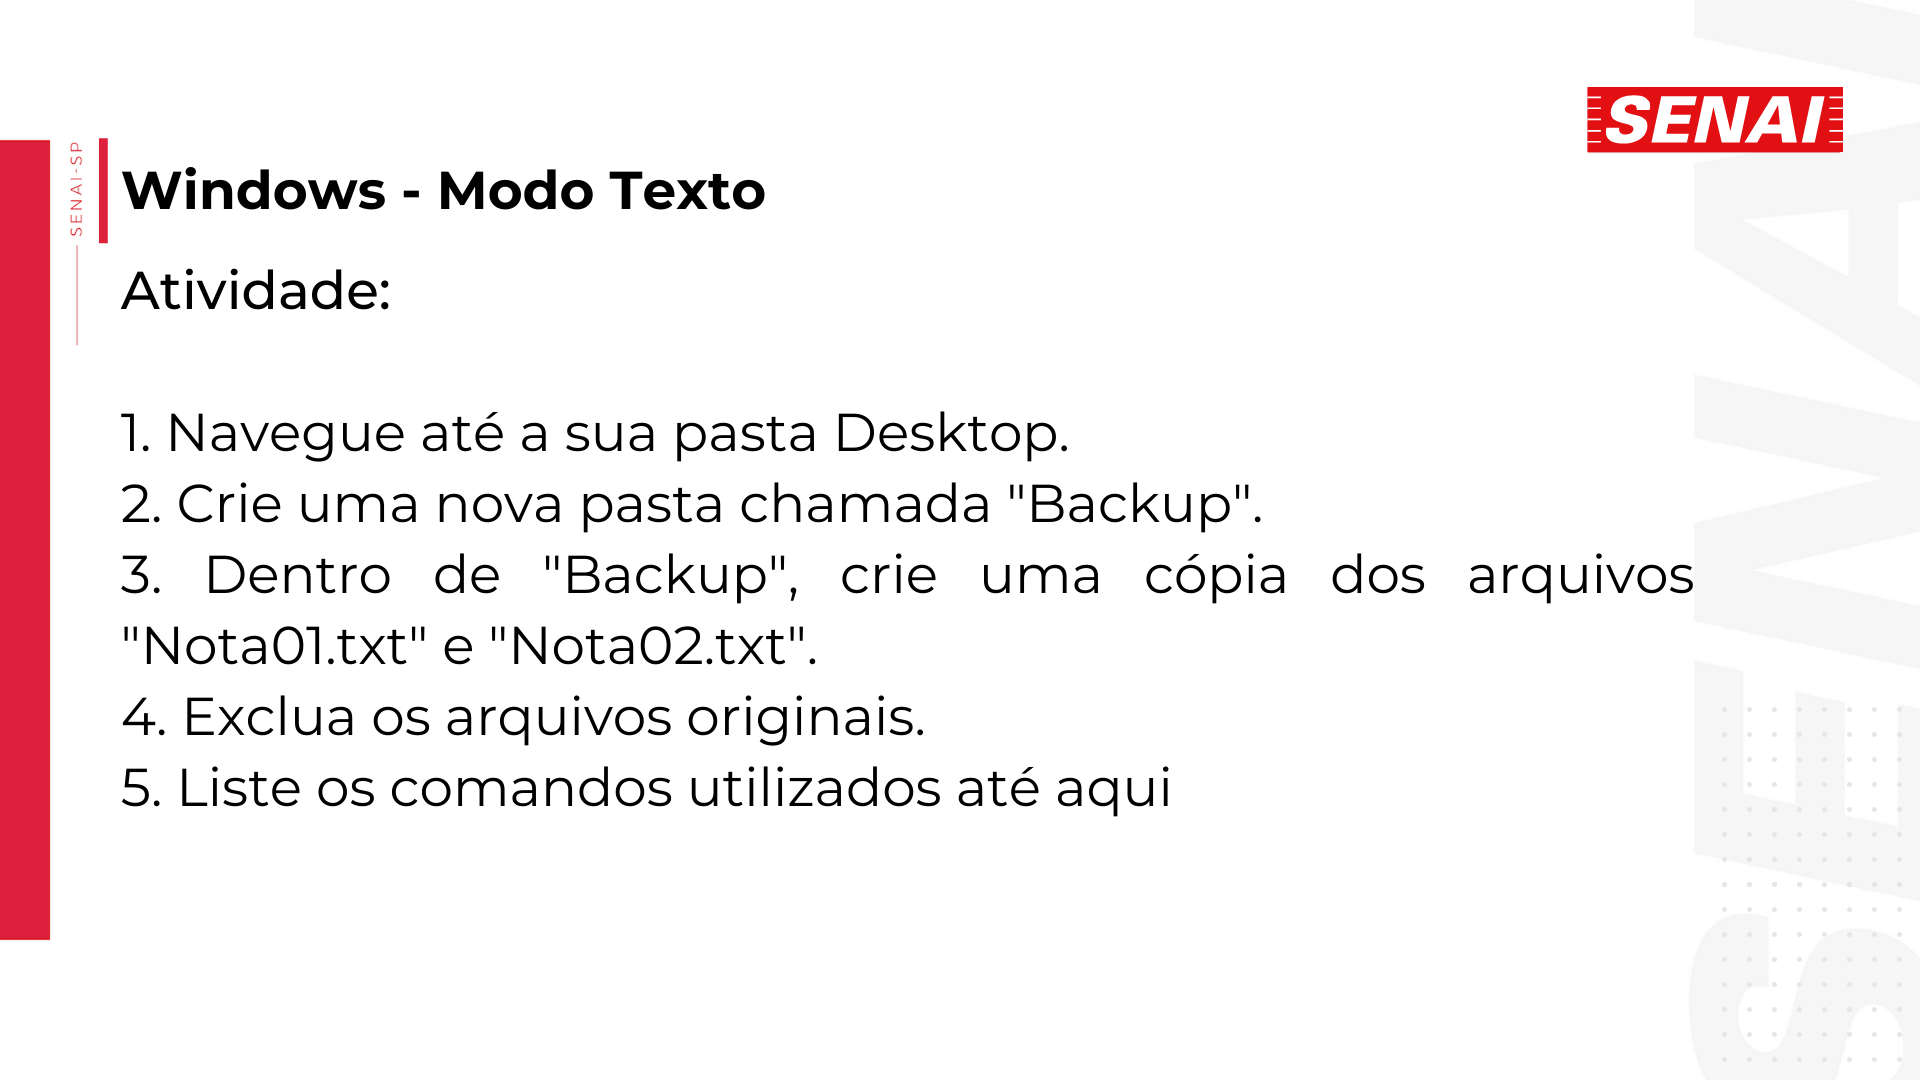 SENAI
SENAI-SP
Windows - Modo Texto
Atividade:
1. Navegue até a sua pasta Desktop.
2. Crie uma nova pasta chamada "Backup".
3. Dentro de "Backup", crie uma cópia dos arquivos
"Nota01.txt" e "Nota02.txt".
4. Exclua os arquivos originais.
5. Liste os comandos utilizados até aqui
SENAI